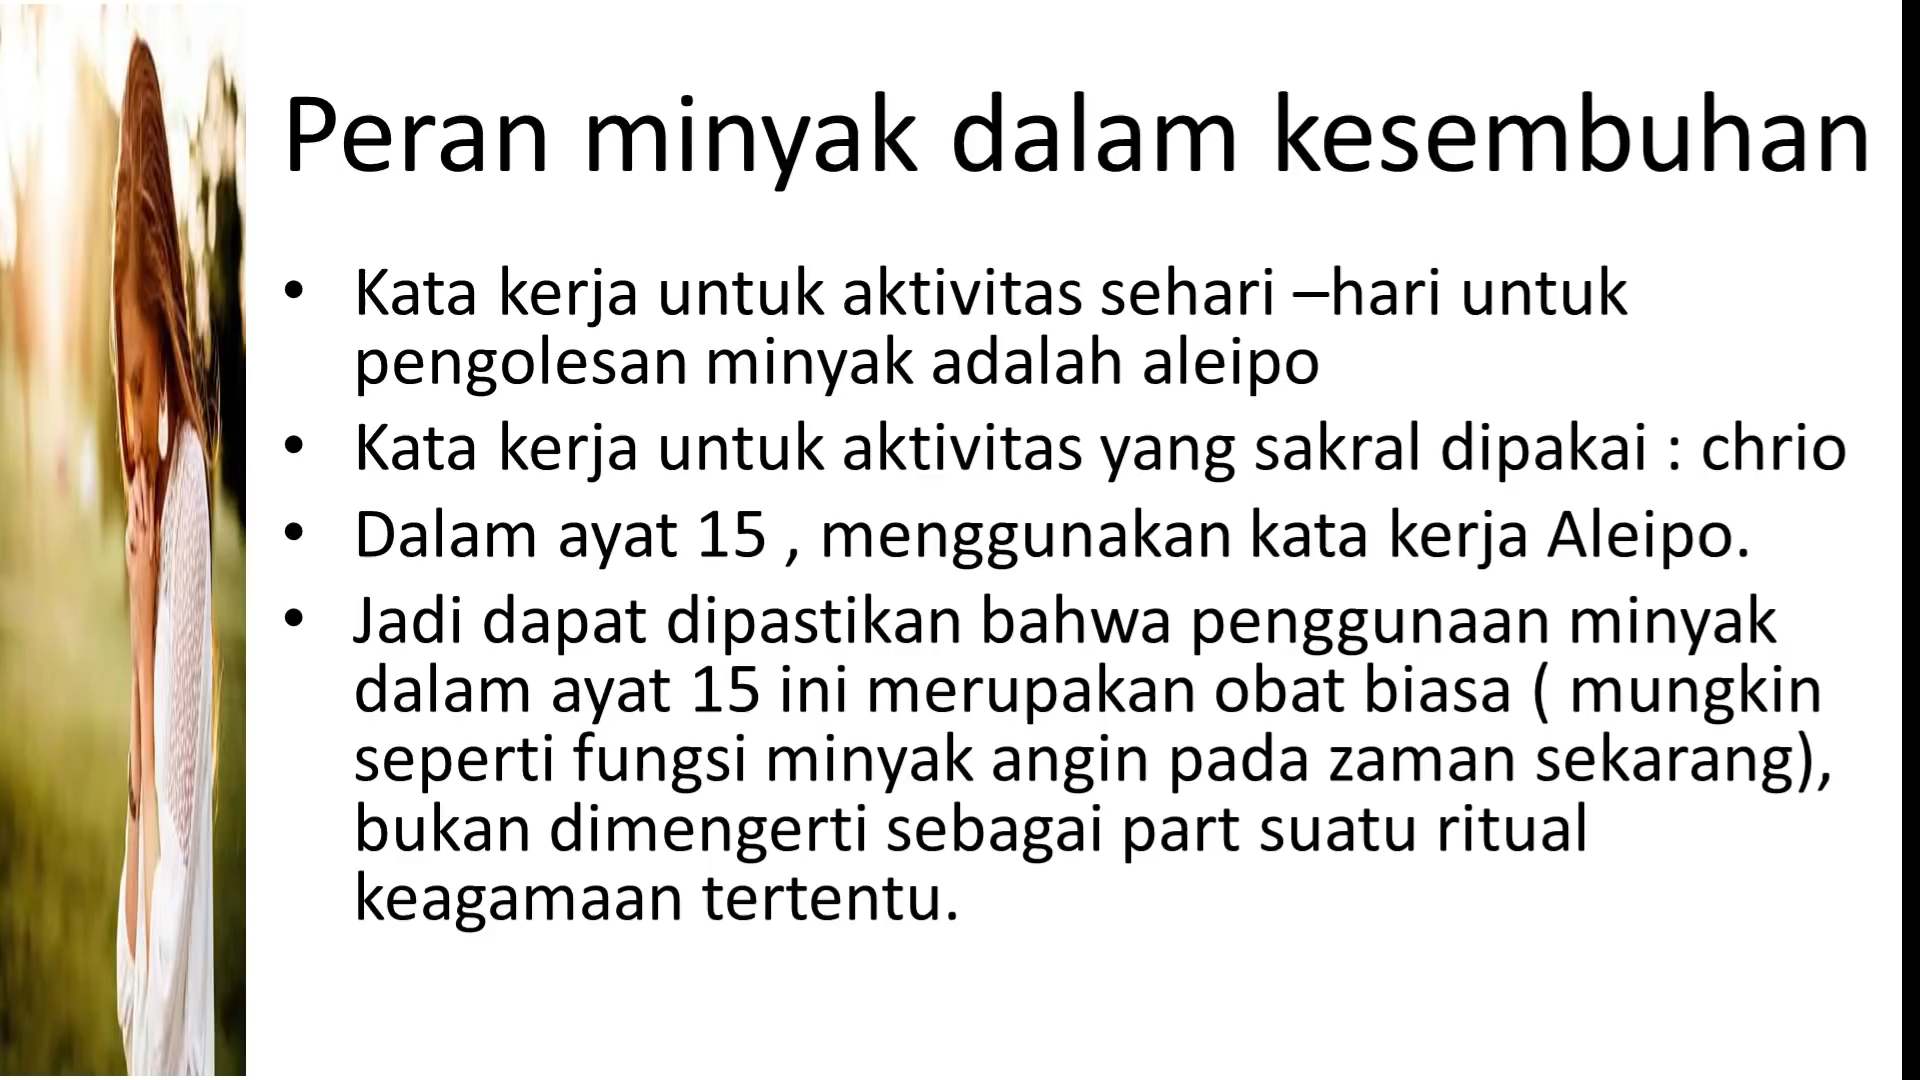 Peran minyak dalam kesembuhan
• Kata kerja untuk aktivitas sehari –hari untuk
pengolesan minyak adalah aleipo
• Kata kerja untuk aktivitas yang sakral dipakai : chrio
• Dalam ayat 15 , menggunakan kata kerja Aleipo.
• Jadi dapat dipastikan bahwa penggunaan minyak
dalam ayat 15 ini merupakan obat biasa ( mungkin
seperti fungsi minyak angin pada zaman sekarang),
bukan dimengerti sebagai part suatu ritual
keagamaan tertentu.